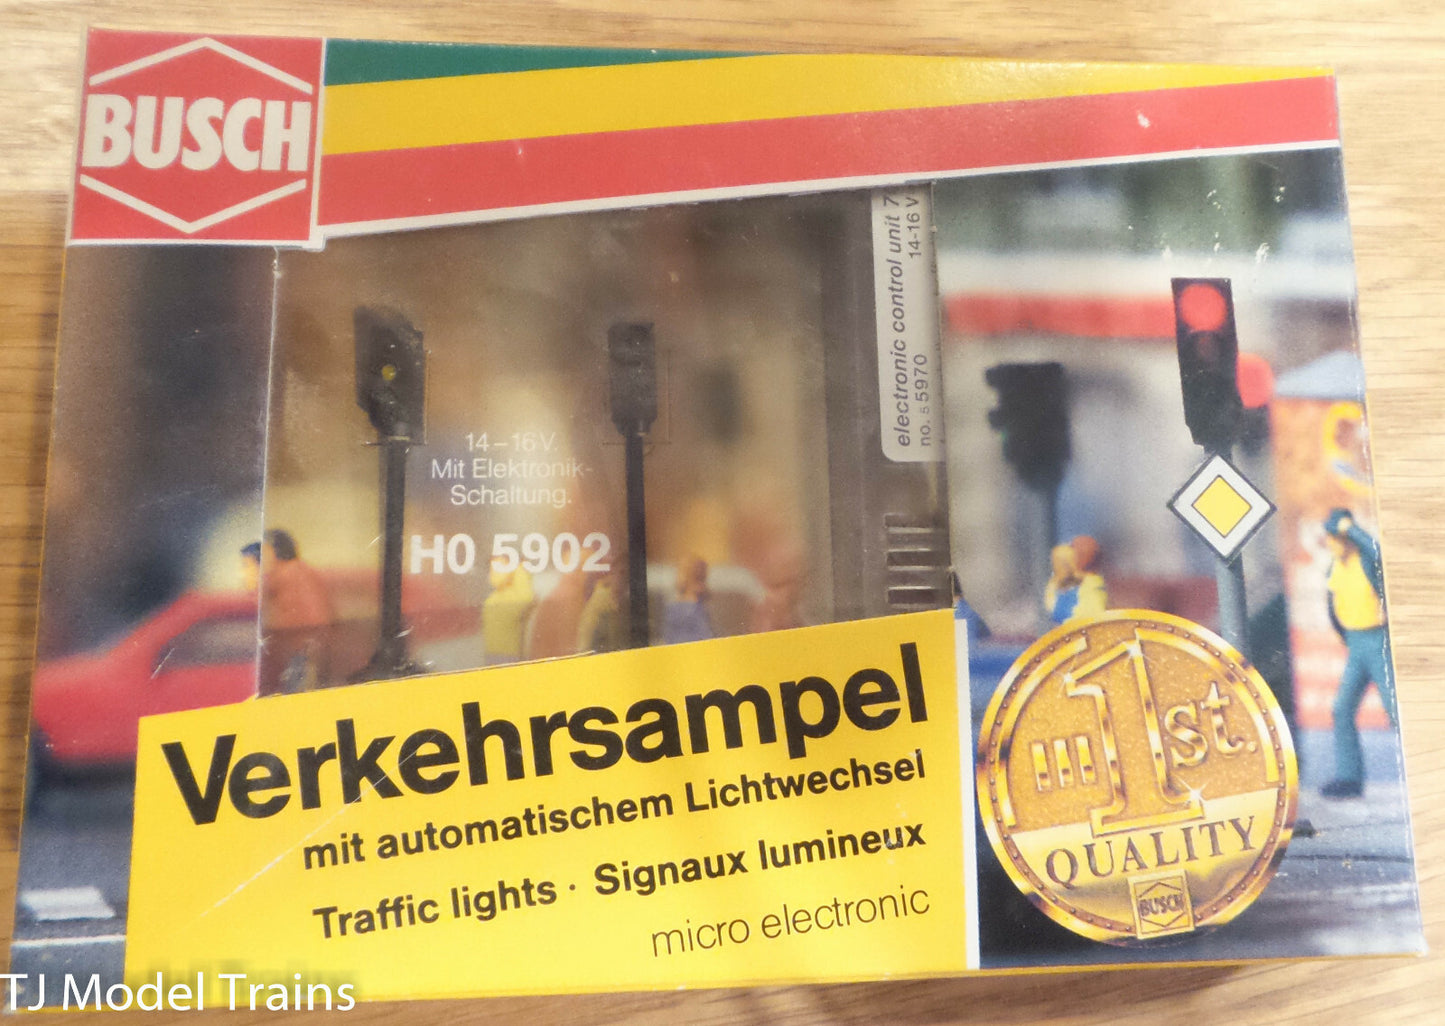 BUSCH
electronic control unit 7
14-16 V
no. 5 5970
14–16 V.
Mit Elektronik-
Schaltung.
H0 5902
Verkehrsampel
mit automatischem Lichtwechsel
Traffic lights · Signaux lumineux
micro electronic
1st.
QUALITY
BUSCH
TJ Model Trains